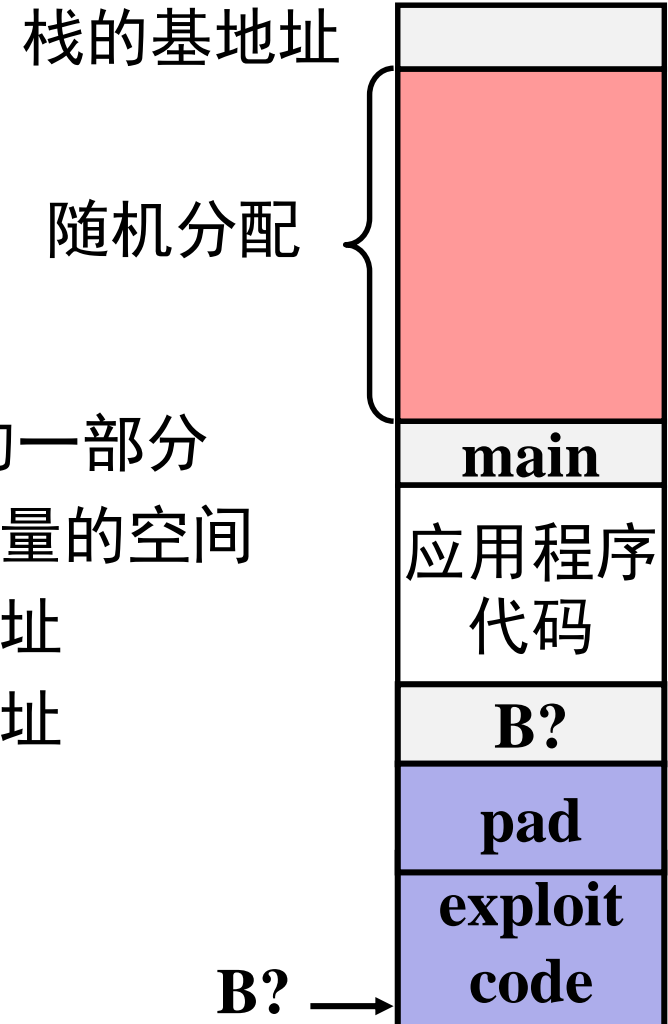 栈的基地址
随机分配
一部分
main
量的空间
应用程序
代码
址
址
B?
pad
exploit
code
B?